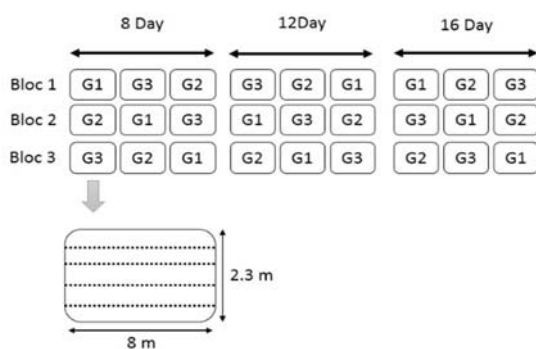 8 Day 12Day 16 Day
Bloc 1 G1 G3 G2 G3 G2 G1 G1 G2 G3
Bloc 2 G2 G1 G3 G1 G3 G2 G3 G1 G2
Bloc 3 G3 G2 G1 G2 G1 G3 G2 G3 G1
2.3 m
8 m